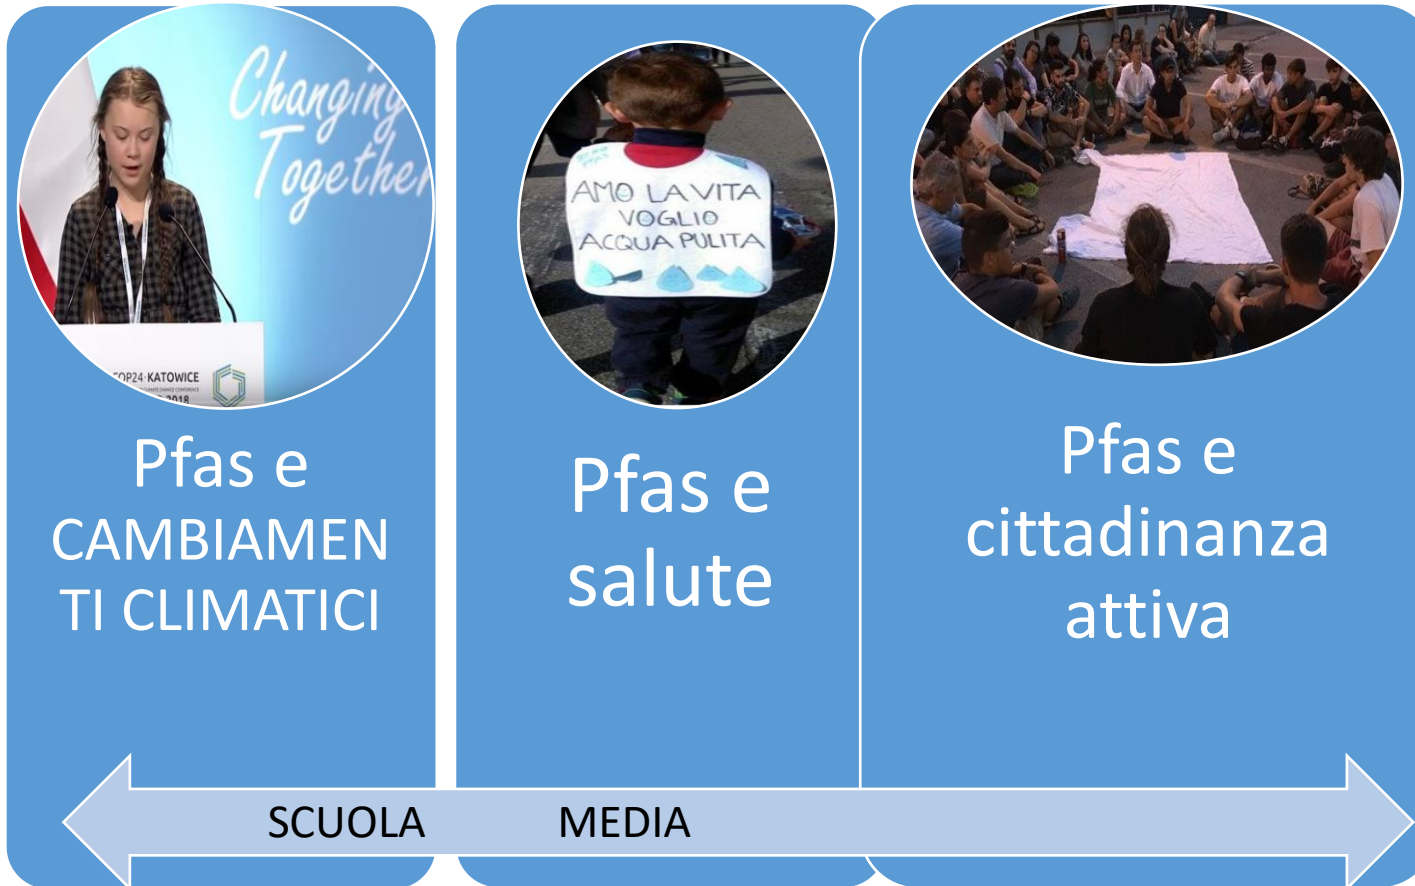 Changing
Together
COP24·KATOWICE
2018
Pfas e
CAMBIAMEN
TI CLIMATICI
AMO LA VITA
VOGLIO
ACQUA PULITA
Pfas e
salute
Pfas e
cittadinanza
attiva
SCUOLA MEDIA